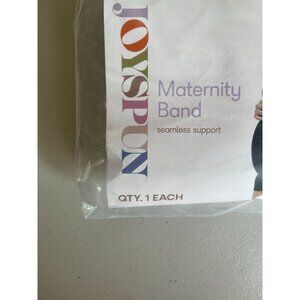 JOYSPUN
Maternity
Band
seamless support
QTY. 1 EACH